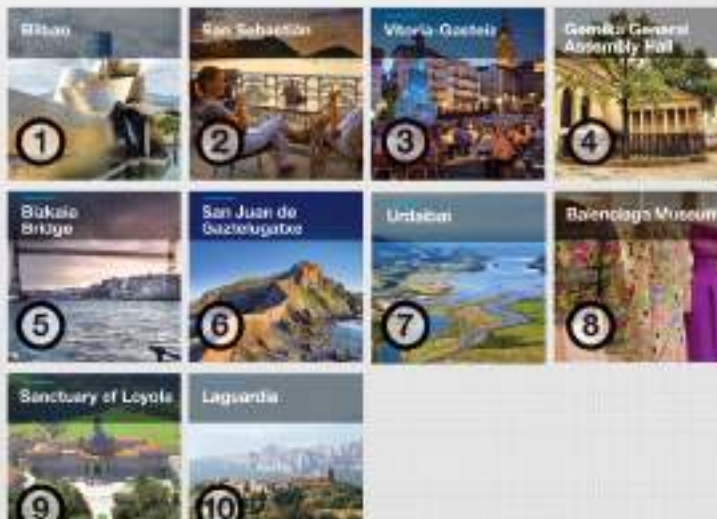 Bilbao
San Sebastián
Vitoria-Gasteiz
Gernika General
Assembly Hall
1
2
3
4
Bizkaia
Bridge
San Juan de
Gaztelugatxe
Urdaibai
Balenciaga Museum
5
6
7
8
Sanctuary of Loyola
Laguardia
9
10